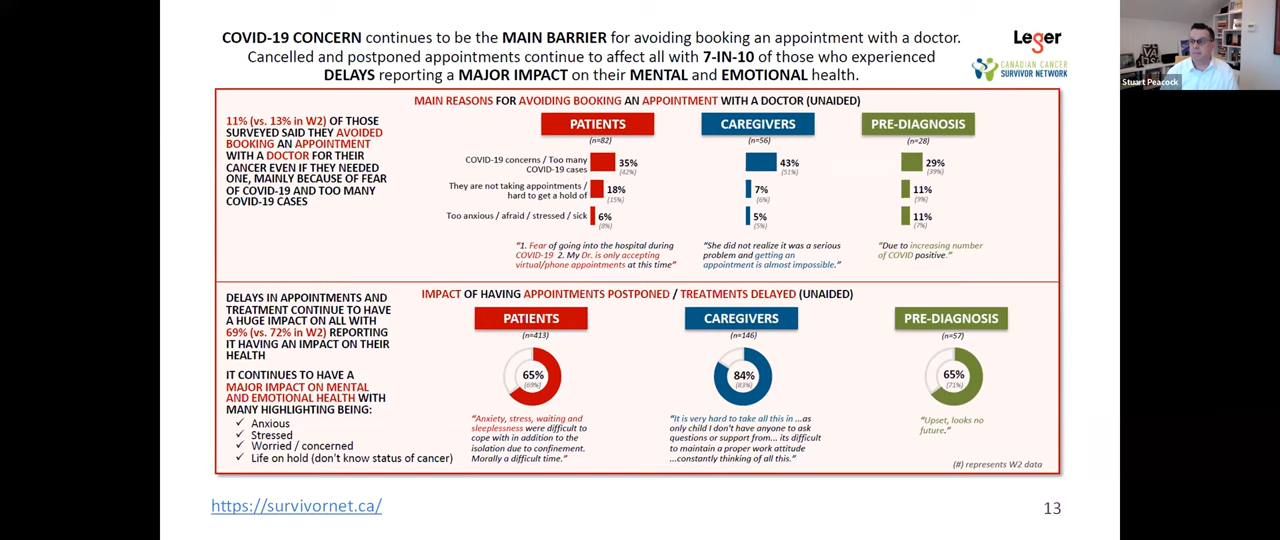 COVID-19 CONCERN continues to be the MAIN BARRIER for avoiding booking an appointment with a doctor.
Cancelled and postponed appointments continue to affect all with 7-IN-10 of those who experienced
DELAYS reporting a MAJOR IMPACT on their MENTAL and EMOTIONAL health.
Leger
CANADIAN CANCER
SURVIVOR NETWORK
Stuart Peacock
MAIN REASONS FOR AVOIDING BOOKING AN APPOINTMENT WITH A DOCTOR (UNAIDED)
11% (vs. 13% in W2) OF THOSE
SURVEYED SAID THEY AVOIDED
BOOKING AN APPOINTMENT
WITH A DOCTOR FOR THEIR
CANCER EVEN IF THEY NEEDED
ONE, MAINLY BECAUSE OF FEAR
OF COVID-19 AND TOO MANY
COVID-19 CASES
PATIENTS CAREGIVERS PRE-DIAGNOSIS
(n=82) (n=56) (n=28)
COVID-19 concerns / Too many
COVID-19 cases
35% 43% 29%
(42%) (51%) (39%)
They are not taking appointments /
hard to get a hold of
18% 7% 11%
(15%) (6%) (9%)
Too anxious / afraid / stressed / sick
6% 5% 11%
(8%) (5%) (7%)
"1. Fear of going into the hospital during
COVID-19 2. My Dr. is only accepting
virtual/phone appointments at this time"
"She did not realize it was a serious
problem and getting an
appointment is almost impossible."
"Due to increasing number
of COVID positive."
IMPACT OF HAVING APPOINTMENTS POSTPONED / TREATMENTS DELAYED (UNAIDED)
DELAYS IN APPOINTMENTS AND
TREATMENT CONTINUE TO HAVE
A HUGE IMPACT ON ALL WITH
69% (vs. 72% in W2) REPORTING
IT HAVING AN IMPACT ON THEIR
HEALTH
IT CONTINUES TO HAVE A
MAJOR IMPACT ON MENTAL
AND EMOTIONAL HEALTH WITH
MANY HIGHLIGHTING BEING:
✓ Anxious
✓ Stressed
✓ Worried / concerned
✓ Life on hold (don't know status of cancer)
PATIENTS CAREGIVERS PRE-DIAGNOSIS
(n=413) (n=146) (n=57)
65% 84% 65%
(69%) (83%) (71%)
"Anxiety, stress, waiting and
sleeplessness were difficult to
cope with in addition to the
isolation due to confinement.
Morally a difficult time."
"It is very hard to take all this in ...as
only child I don't have anyone to ask
questions or support from... its difficult
to maintain a proper work attitude
...constantly thinking of all this."
"Upset, looks no
future."
(#) represents W2 data
https://survivornet.ca/
13